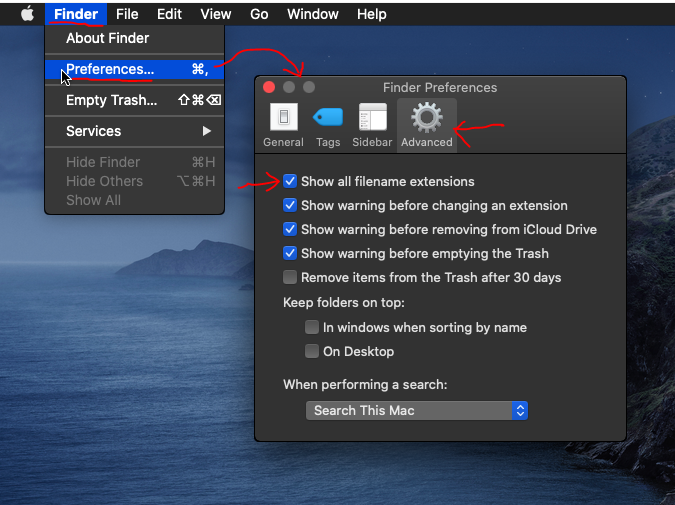 Finder File Edit View Go Window Help
About Finder
Preferences... ⌘,
Empty Trash... ⇧⌘⌫
Services ▶
Hide Finder ⌘H
Hide Others ⌥⌘H
Show All
Finder Preferences
General Tags Sidebar Advanced
Show all filename extensions
Show warning before changing an extension
Show warning before removing from iCloud Drive
Show warning before emptying the Trash
Remove items from the Trash after 30 days
Keep folders on top:
In windows when sorting by name
On Desktop
When performing a search:
Search This Mac